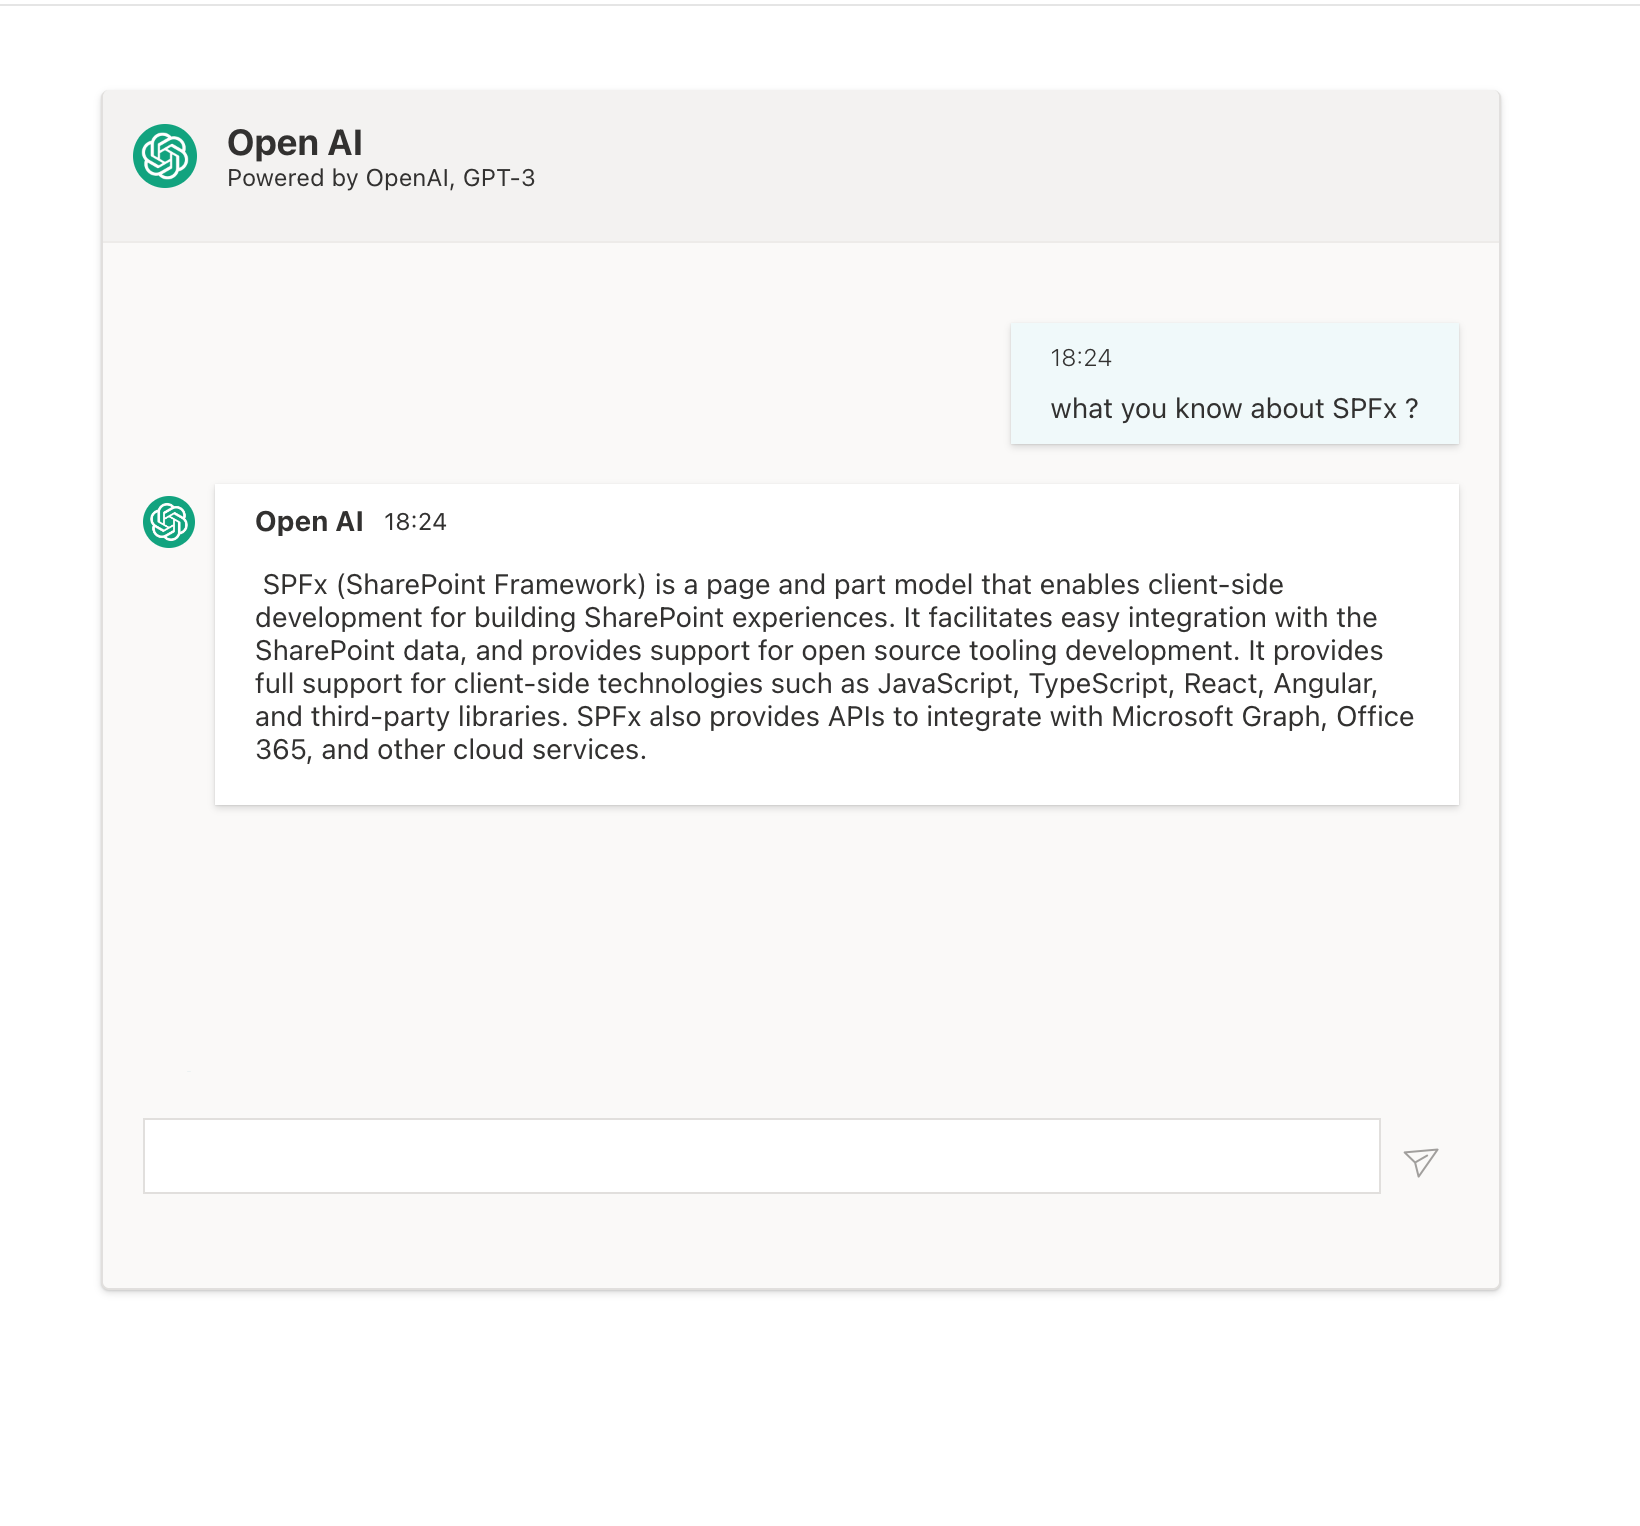 Open AI
Powered by OpenAI, GPT-3
18:24
what you know about SPFx ?
Open AI 18:24
SPFx (SharePoint Framework) is a page and part model that enables client-side
development for building SharePoint experiences. It facilitates easy integration with the
SharePoint data, and provides support for open source tooling development. It provides
full support for client-side technologies such as JavaScript, TypeScript, React, Angular,
and third-party libraries. SPFx also provides APIs to integrate with Microsoft Graph, Office
365, and other cloud services.